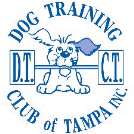 DOG TRAINING
D.T. C.T.
CLUB of TAMPA INC.